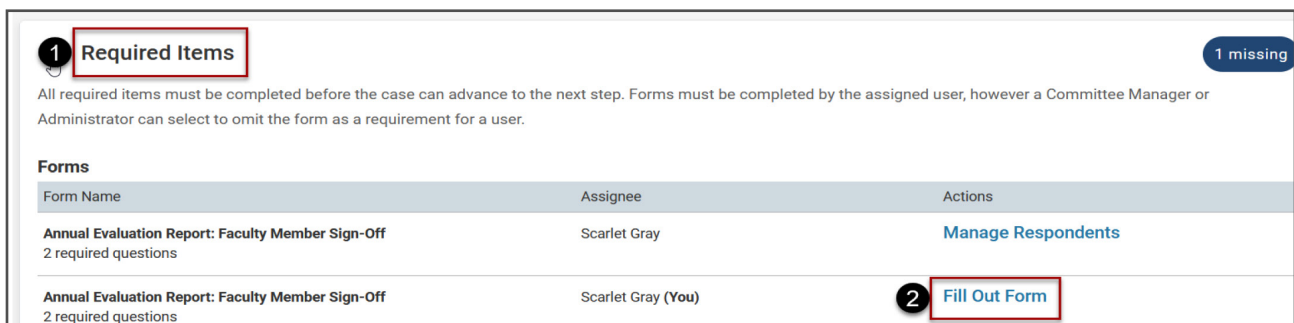 1 Required Items 1 missing
All required items must be completed before the case can advance to the next step. Forms must be completed by the assigned user, however a Committee Manager or
Administrator can select to omit the form as a requirement for a user.
Forms
Form Name Assignee Actions
Annual Evaluation Report: Faculty Member Sign-Off Scarlet Gray Manage Respondents
2 required questions
Annual Evaluation Report: Faculty Member Sign-Off Scarlet Gray (You) 2 Fill Out Form
2 required questions